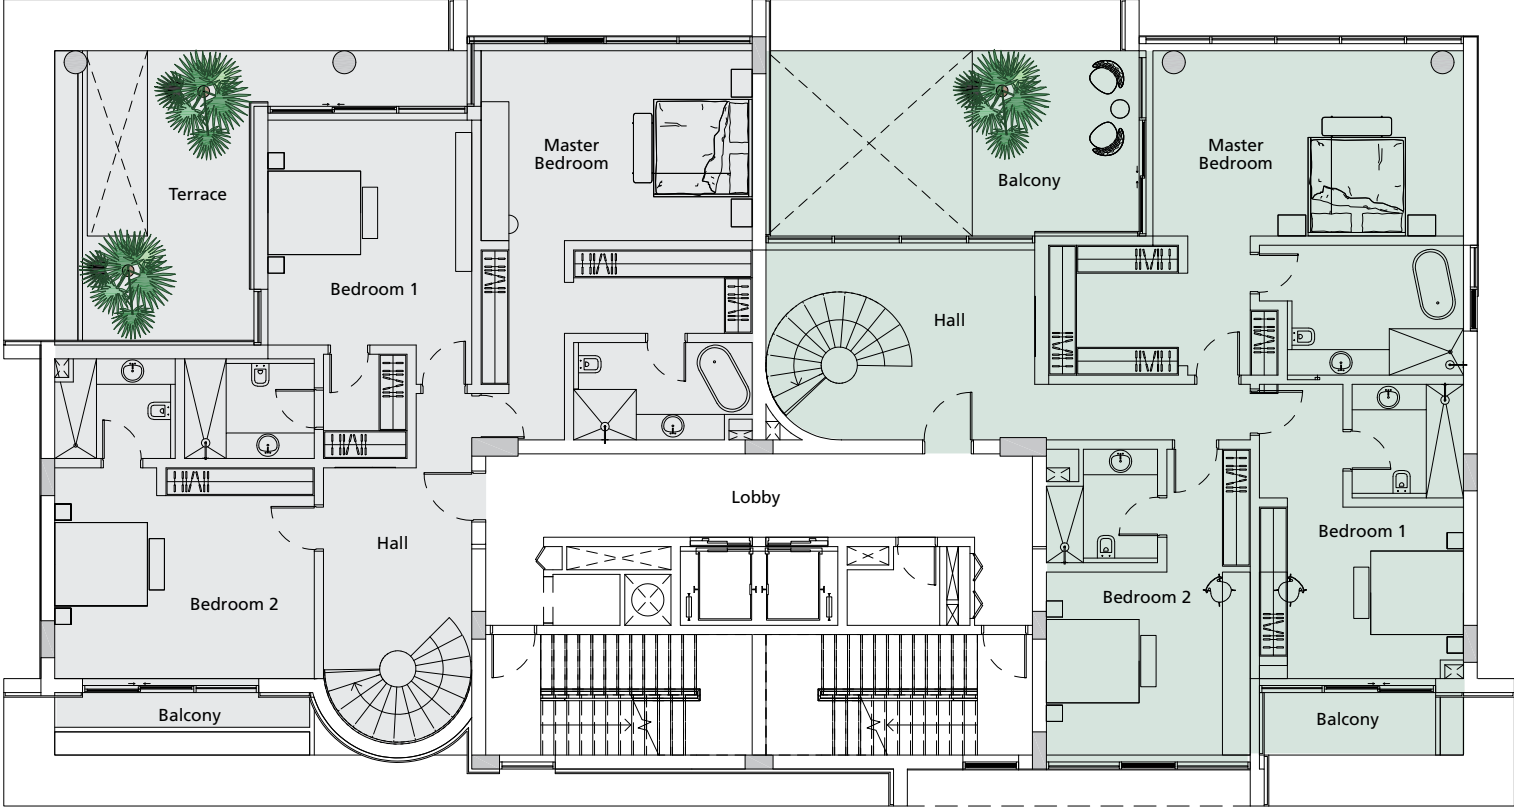 Master
Bedroom
Terrace
Bedroom 1
Hall
Bedroom 2
Balcony
Lobby
Balcony
Master
Bedroom
Hall
Bedroom 1
Bedroom 2
Balcony